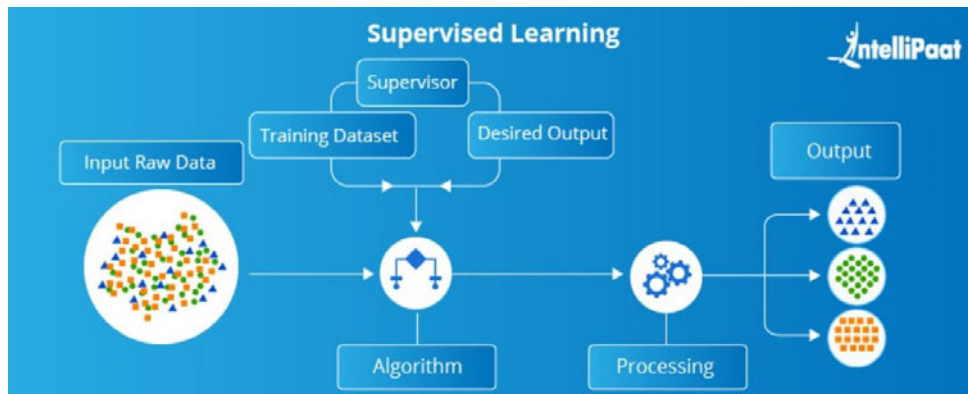 Supervised Learning
IntelliPaat
Supervisor
Training Dataset
Desired Output
Input Raw Data
Output
Algorithm
Processing